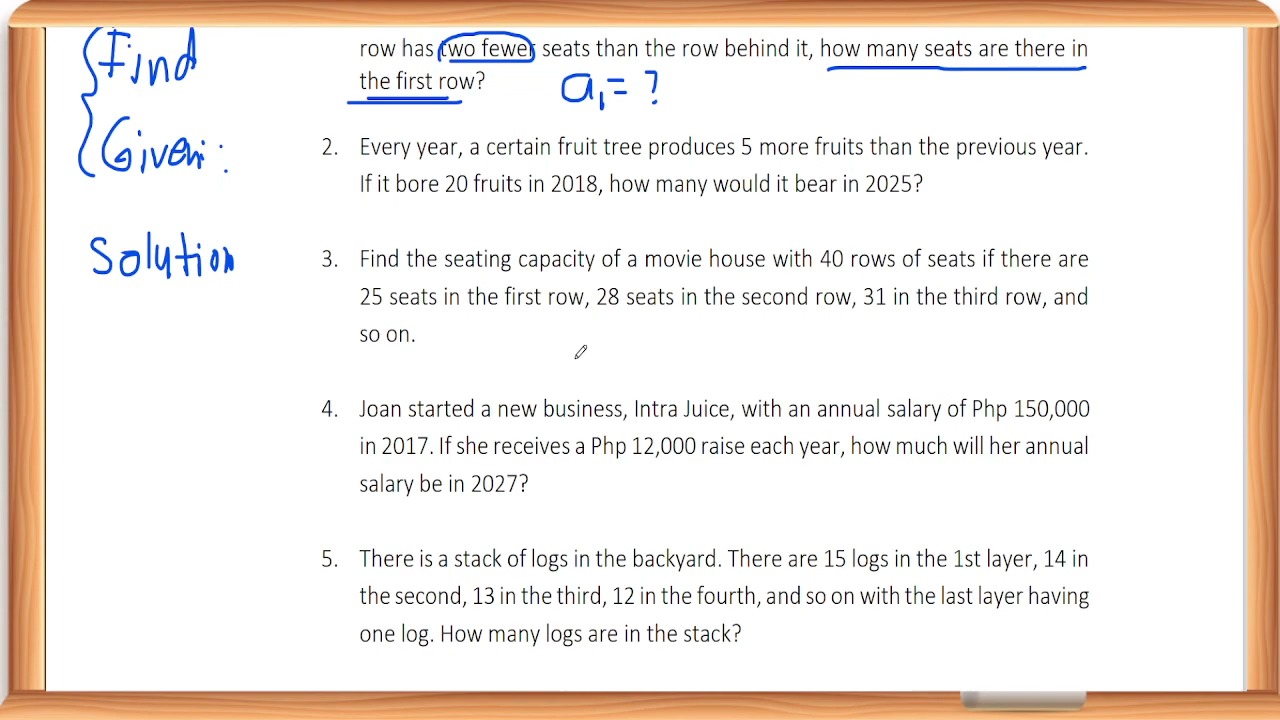 Find
row has two fewer seats than the row behind it, how many seats are there in
the first row?
a₁ = ?
Given:
2. Every year, a certain fruit tree produces 5 more fruits than the previous year.
If it bore 20 fruits in 2018, how many would it bear in 2025?
Solution
3. Find the seating capacity of a movie house with 40 rows of seats if there are
25 seats in the first row, 28 seats in the second row, 31 in the third row, and
so on.
4. Joan started a new business, Intra Juice, with an annual salary of Php 150,000
in 2017. If she receives a Php 12,000 raise each year, how much will her annual
salary be in 2027?
5. There is a stack of logs in the backyard. There are 15 logs in the 1st layer, 14 in
the second, 13 in the third, 12 in the fourth, and so on with the last layer having
one log. How many logs are in the stack?